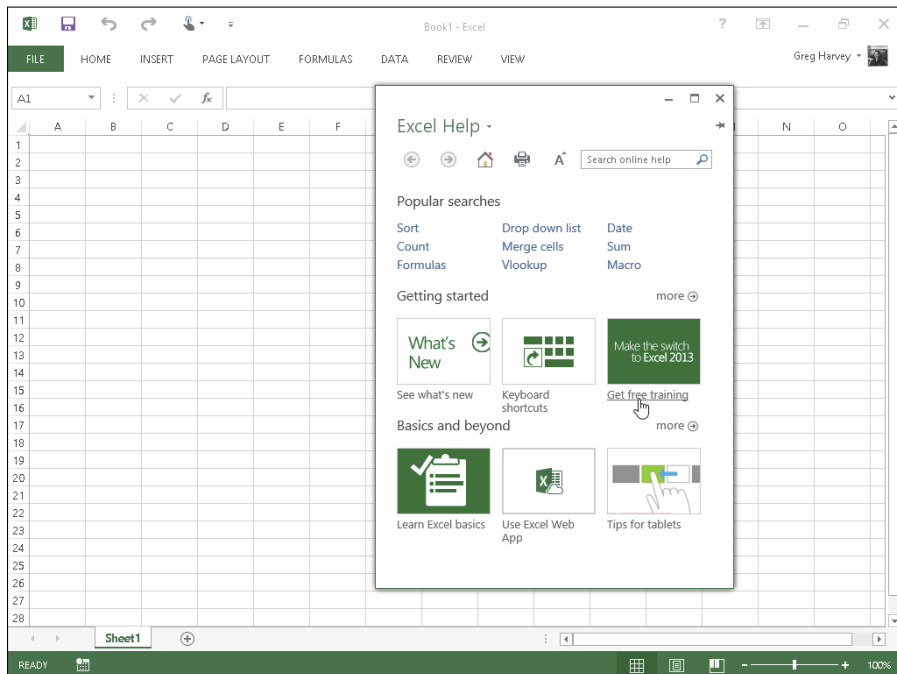 Book1 - Excel
?
FILE HOME INSERT PAGE LAYOUT FORMULAS DATA REVIEW VIEW Greg Harvey
A1 fx
A B C D E F N O
Excel Help
A Search online help
Popular searches
Sort Drop down list Date
Count Merge cells Sum
Formulas Vlookup Macro
Getting started more
What's New
Make the switch
to Excel 2013
See what's new Keyboard shortcuts Get free training
Basics and beyond more
X
Learn Excel basics Use Excel Web App Tips for tablets
1
2
3
4
5
6
7
8
9
10
11
12
13
14
15
16
17
18
19
20
21
22
23
24
25
26
27
28
Sheet1
READY 100%